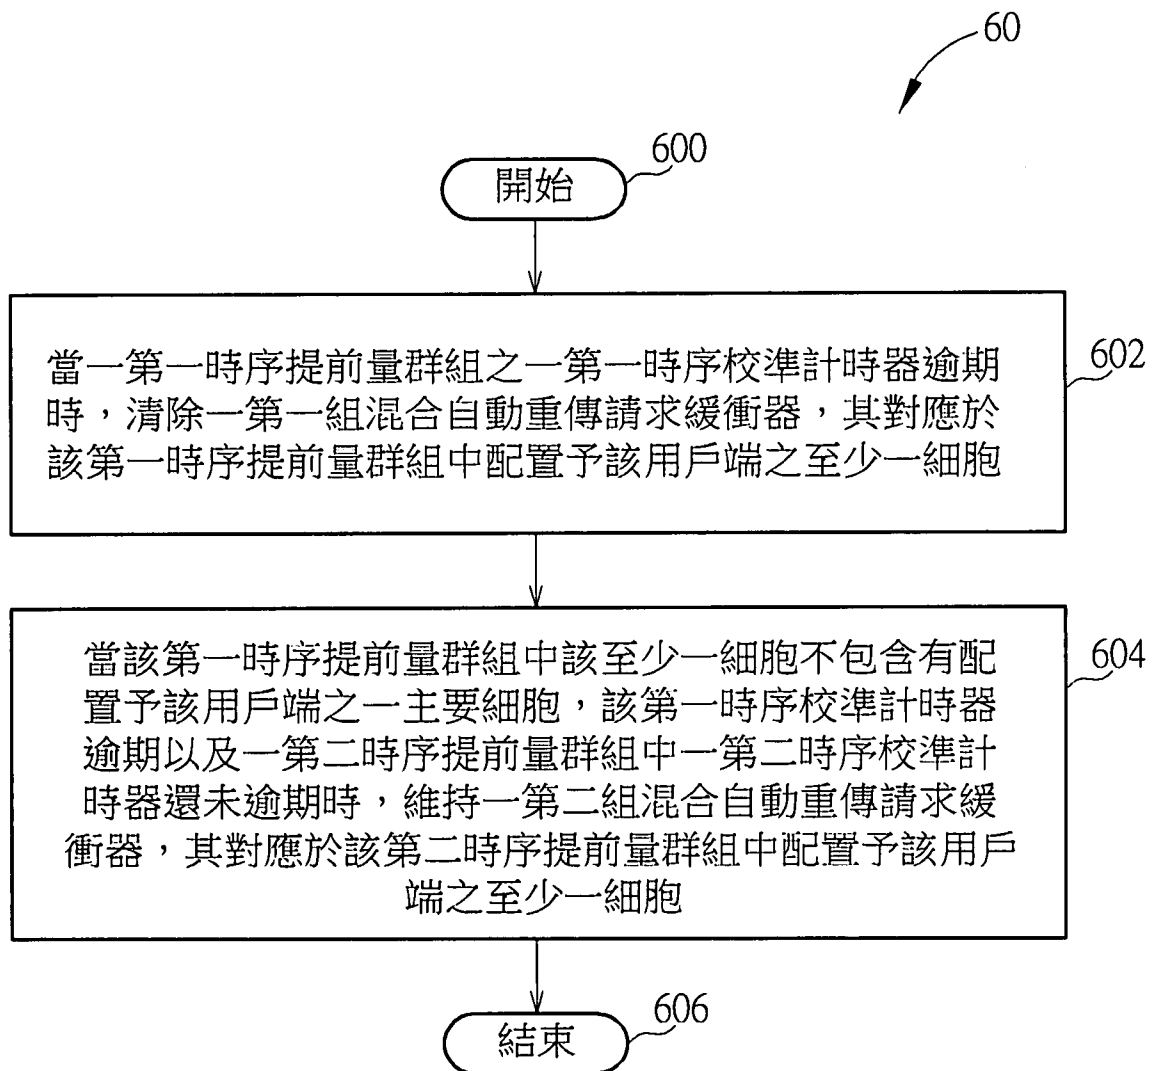 60
開始
600
當一第一時序提前量群組之一第一時序校準計時器逾期
時，清除一第一組混合自動重傳請求緩衝器，其對應於
該第一時序提前量群組中配置予該用戶端之至少一細胞
602
當該第一時序提前量群組中該至少一細胞不包含有配
置予該用戶端之一主要細胞，該第一時序校準計時器
逾期以及一第二時序提前量群組中一第二時序校準計
時器還未逾期時，維持一第二組混合自動重傳請求緩
衝器，其對應於該第二時序提前量群組中配置予該用戶
端之至少一細胞
604
結束
606